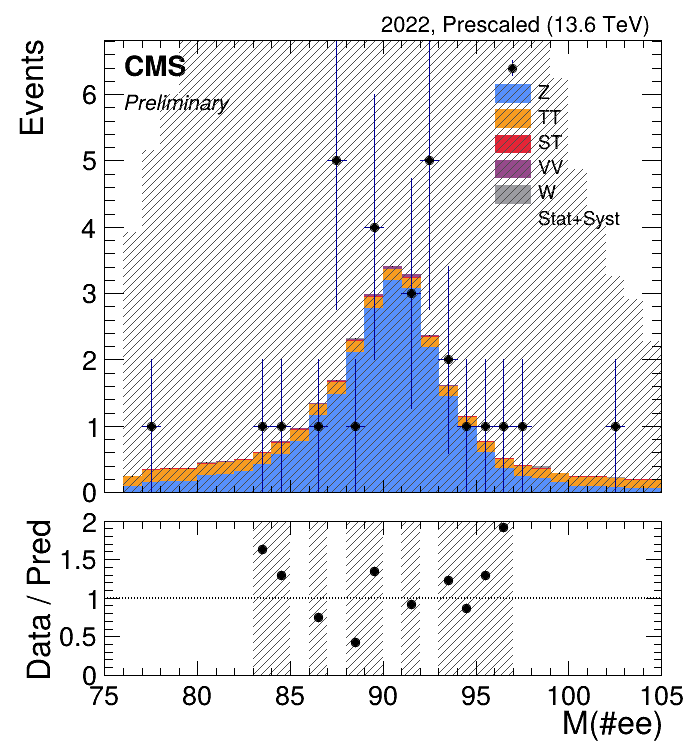 2022, Prescaled (13.6 TeV)
CMS
Preliminary
Events
Z
TT
ST
VV
W
Stat+Syst
6
5
4
3
2
1
0
Data / Pred
2
1.5
1
0.5
0
75 80 85 90 95 100 105
M(#ee)